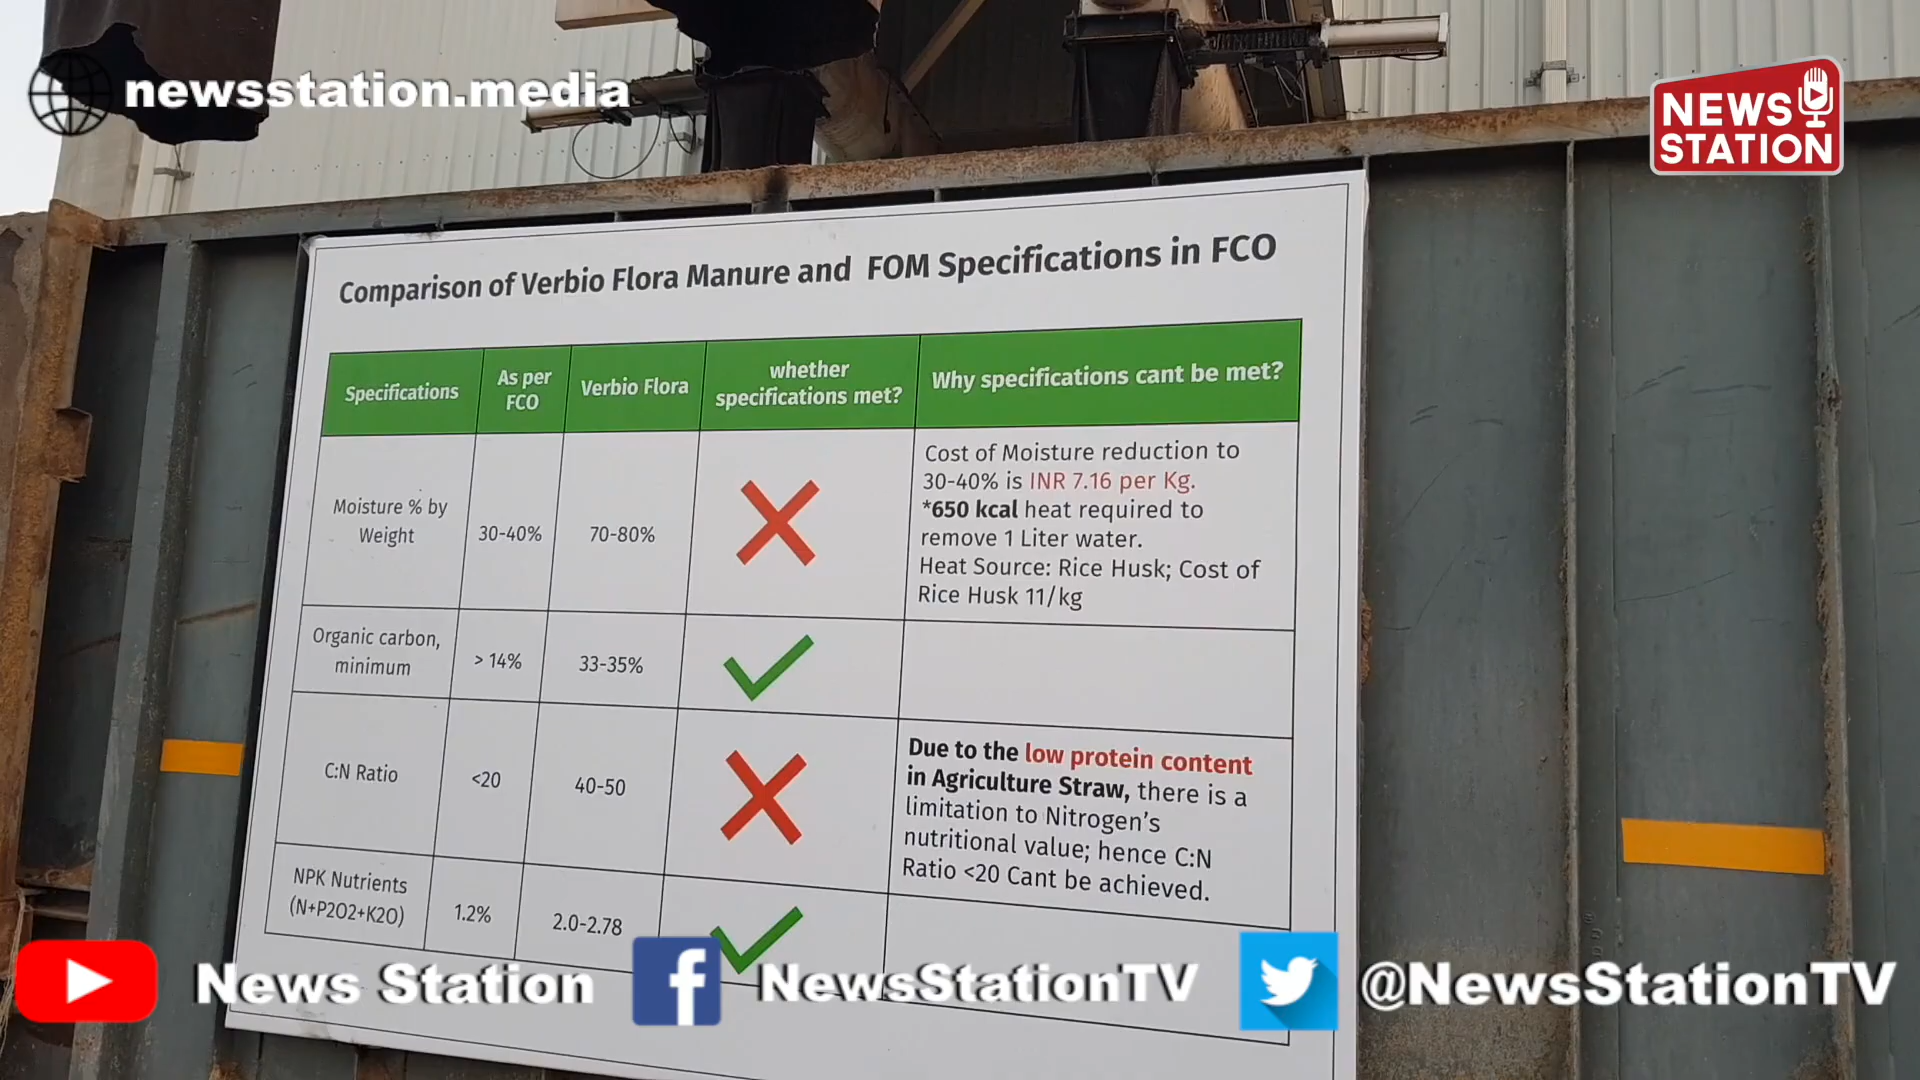 newsstation.media
NEWS
STATION
Comparison of Verbio Flora Manure and FOM Specifications in FCO
Specifications
As per
FCO
Verbio Flora
whether
specifications met?
Why specifications cant be met?
Moisture % by
Weight
30-40%
70-80%
Cost of Moisture reduction to
30-40% is INR 7.16 per Kg.
*650 kcal heat required to
remove 1 Liter water.
Heat Source: Rice Husk; Cost of
Rice Husk 11/kg
Organic carbon,
minimum
> 14%
33-35%
C:N Ratio
<20
40-50
Due to the low protein content
in Agriculture Straw, there is a
limitation to Nitrogen's
nutritional value; hence C:N
Ratio <20 Cant be achieved.
NPK Nutrients
(N+P2O2+K2O)
1.2%
2.0-2.78
News Station
NewsStationTV
@NewsStationTV